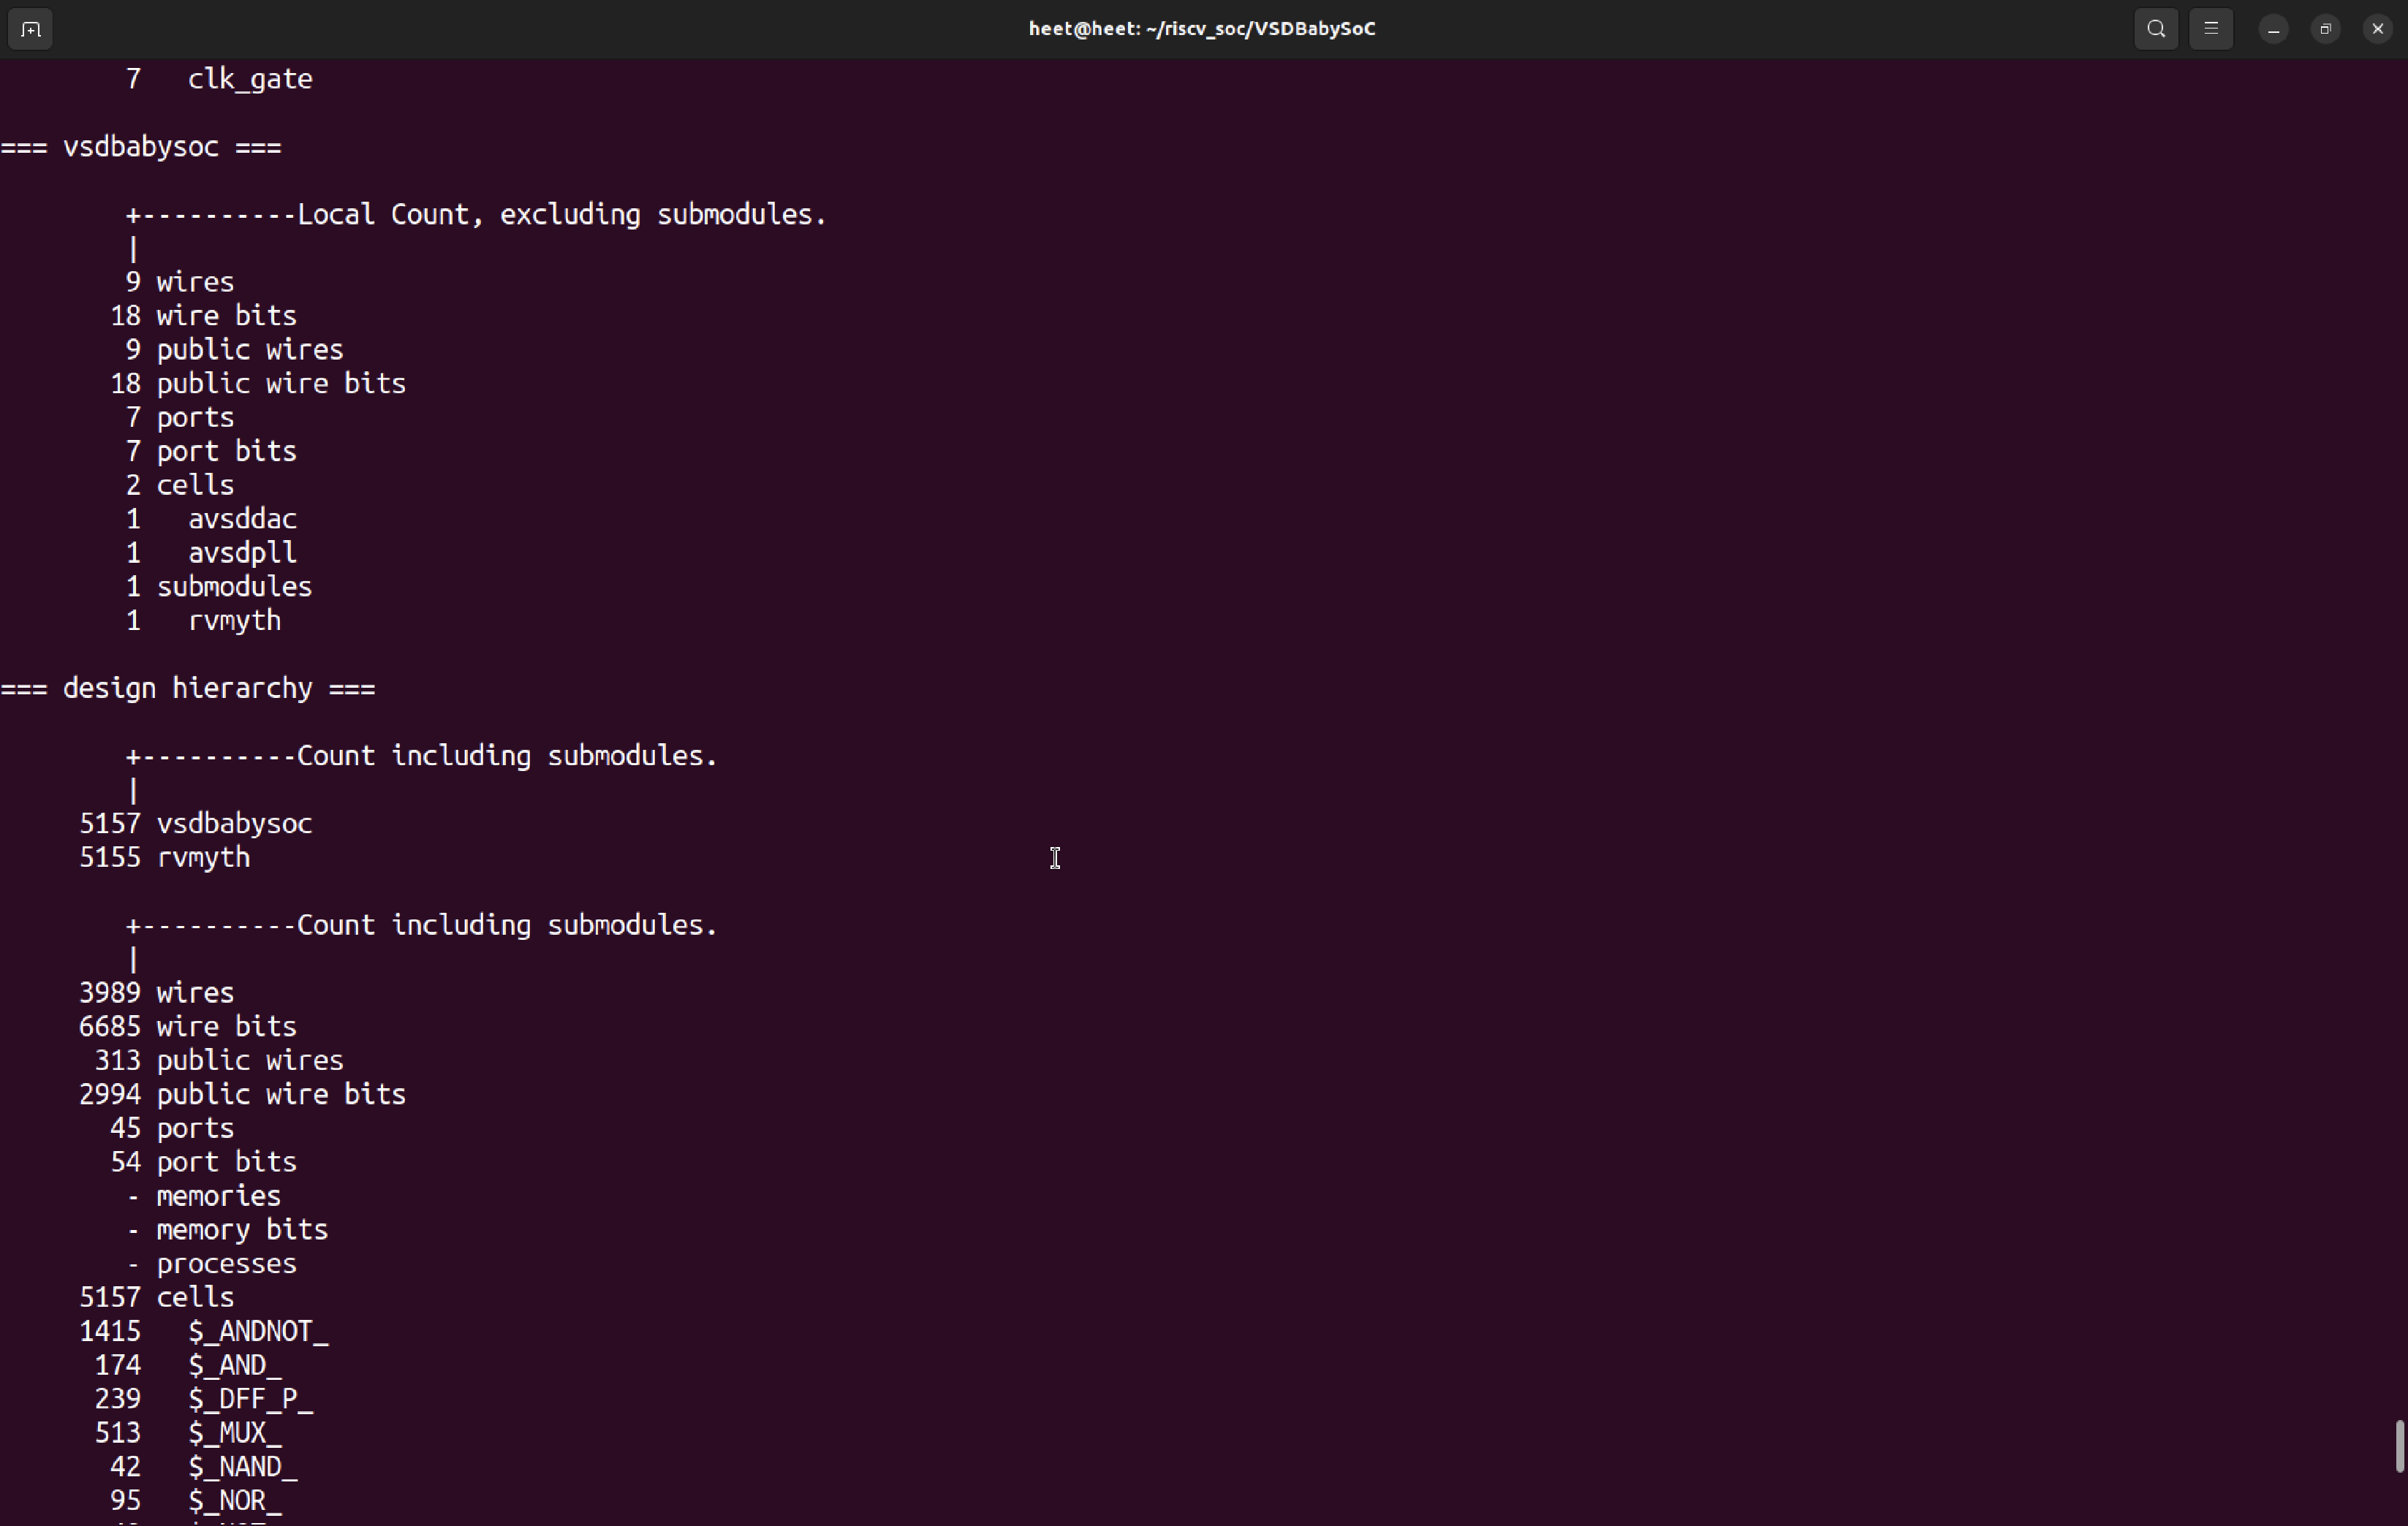 heet@heet: ~/riscv_soc/VSDBabySoC
7   clk_gate
=== vsdbabysoc ===
+----------Local Count, excluding submodules.
|
9 wires
18 wire bits
9 public wires
18 public wire bits
7 ports
7 port bits
2 cells
1   avsddac
1   avsdpll
1 submodules
1   rvmyth
=== design hierarchy ===
+----------Count including submodules.
|
5157 vsdbabysoc
5155 rvmyth
+----------Count including submodules.
|
3989 wires
6685 wire bits
313 public wires
2994 public wire bits
45 ports
54 port bits
- memories
- memory bits
- processes
5157 cells
1415   $_ANDNOT_
174   $_AND_
239   $_DFF_P_
513   $_MUX_
42   $_NAND_
95   $_NOR_